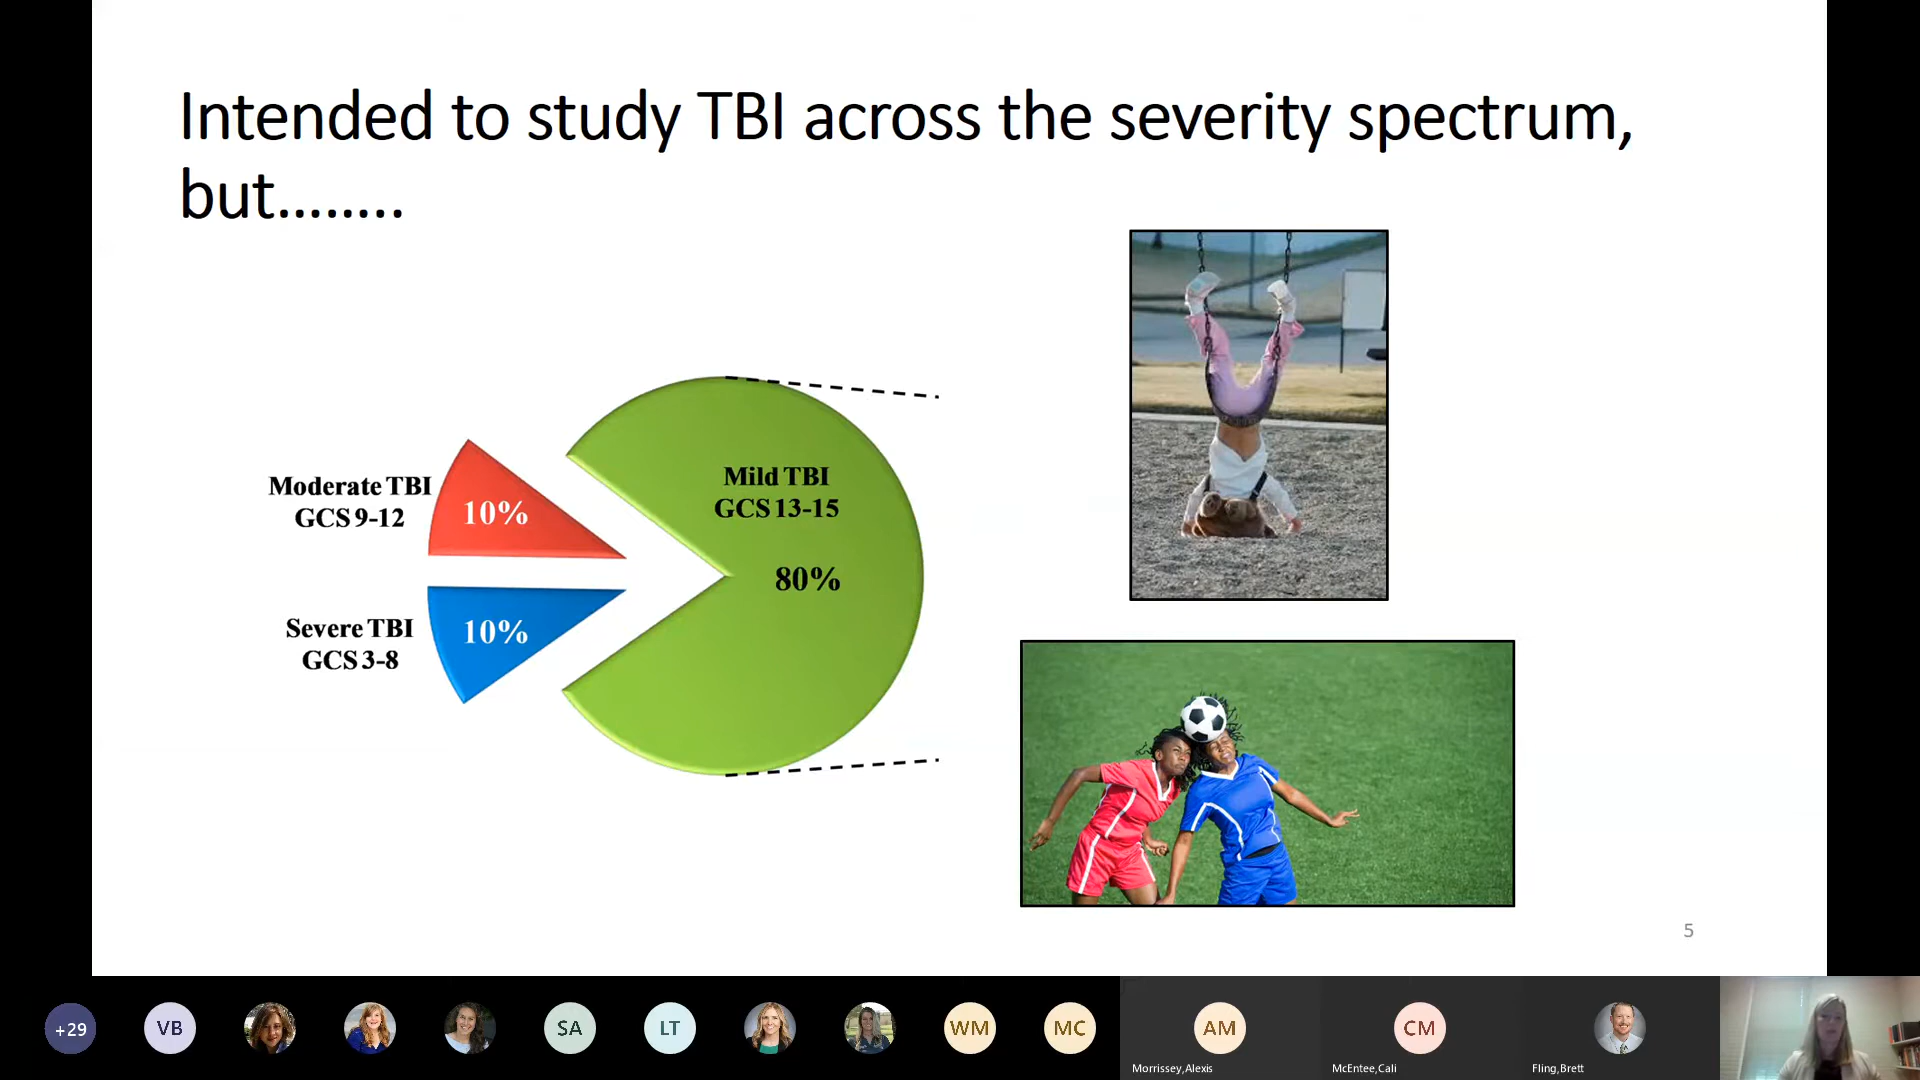 Intended to study TBI across the severity spectrum,
but........
Moderate TBI
GCS 9-12
10%
Mild TBI
GCS 13-15
80%
Severe TBI
GCS 3-8
10%
5
+29
VB
SA
LT
WM
MC
AM
CM
Morrissey,Alexis
McEntee,Cali
Fling,Brett